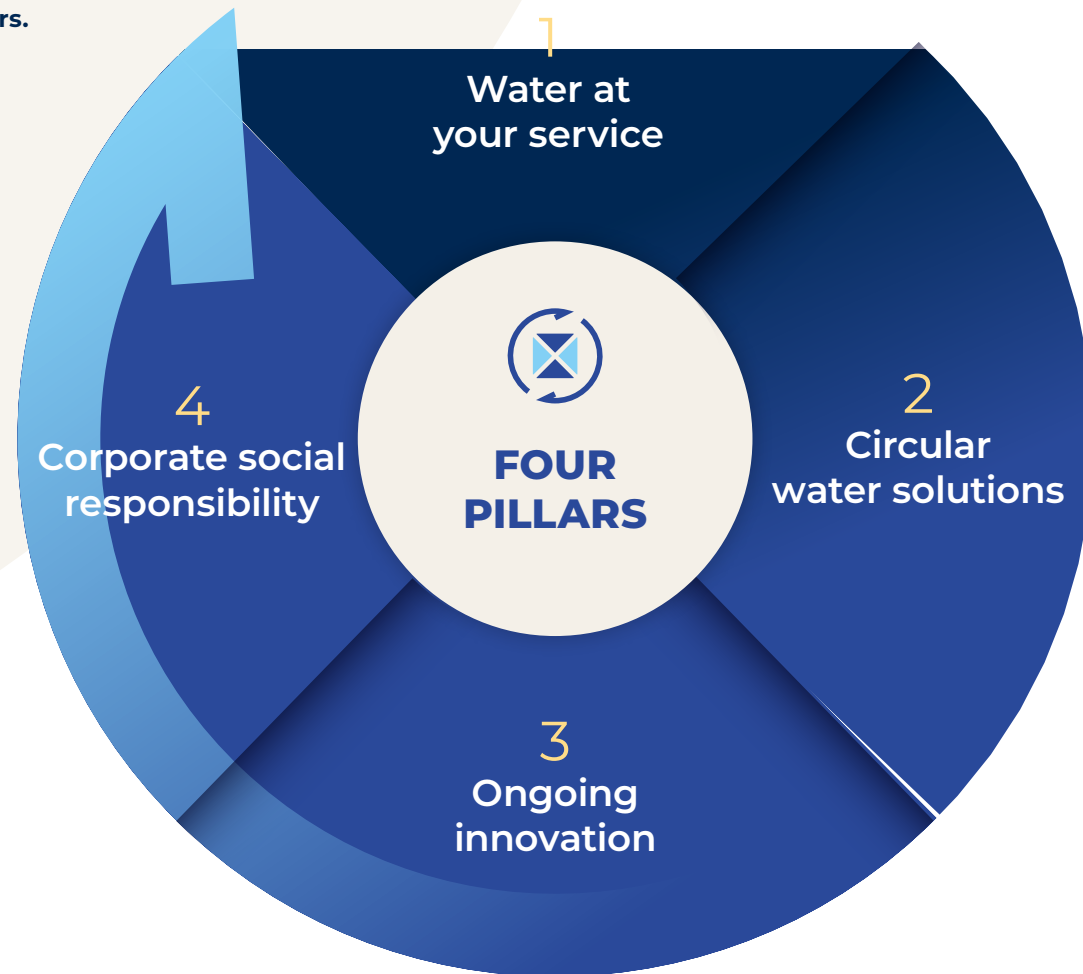 rs.
1
Water at
your service
2
Circular
water solutions
3
Ongoing
innovation
4
Corporate social
responsibility
FOUR
PILLARS